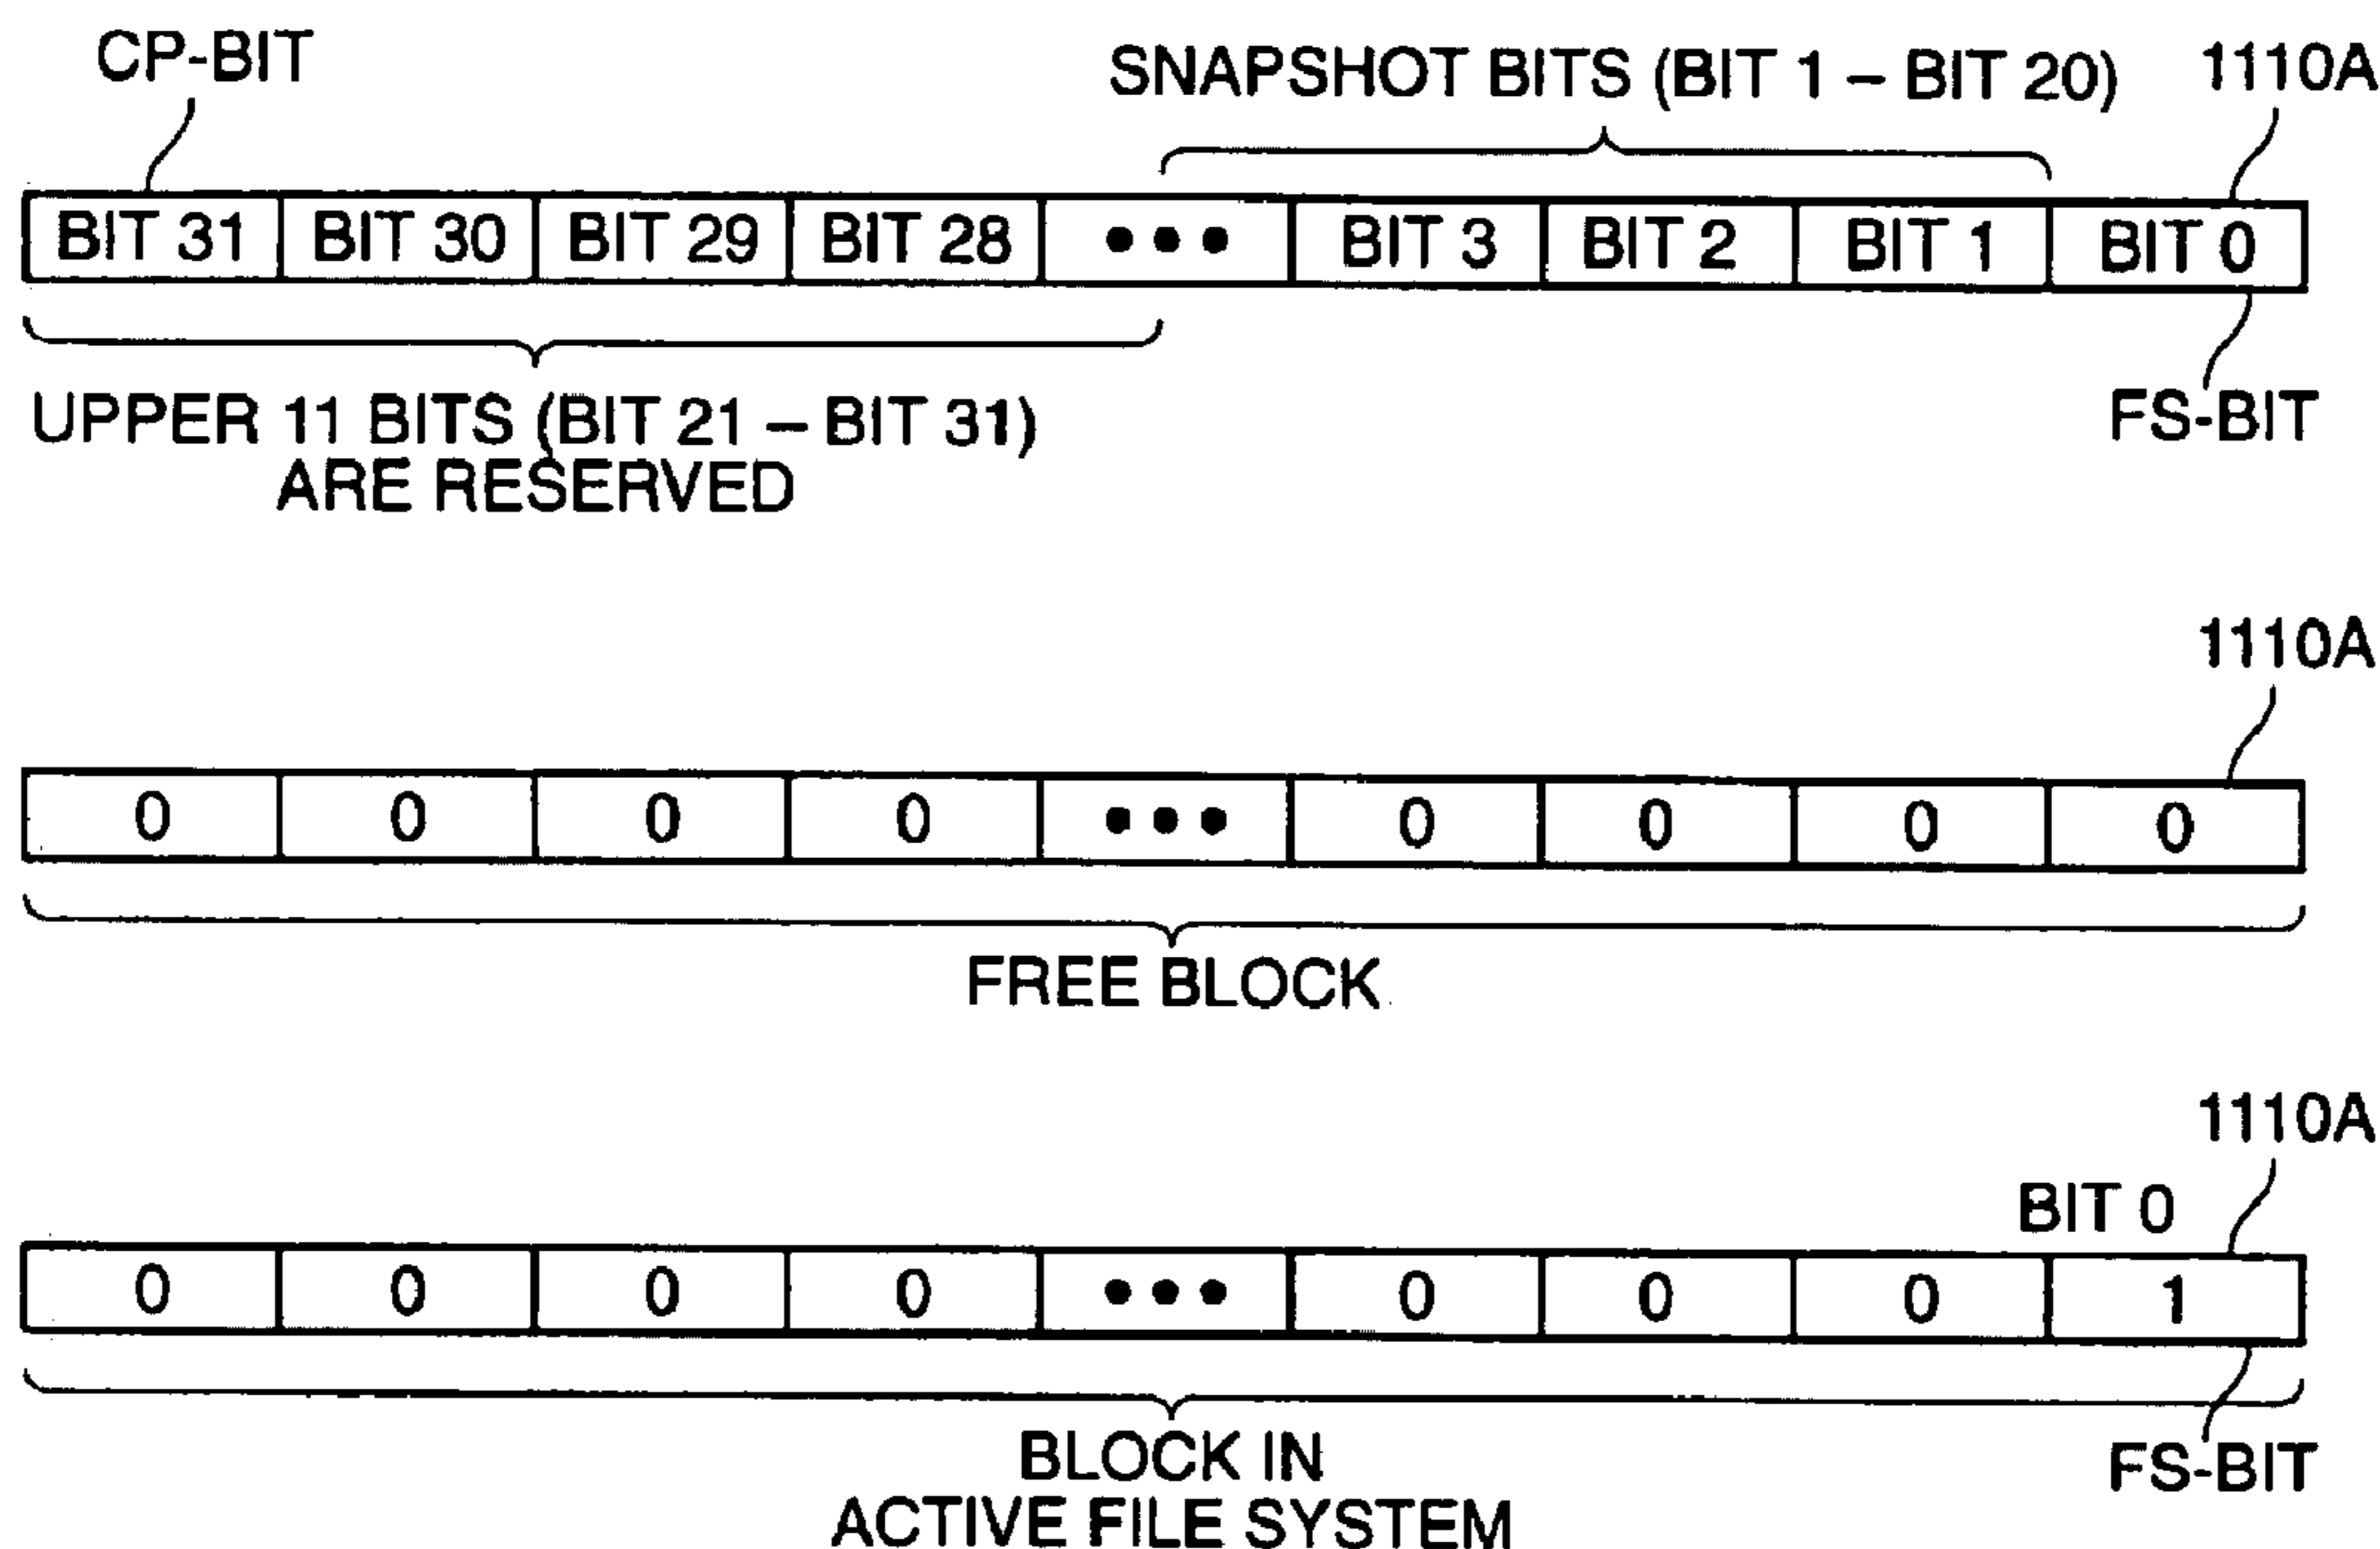 CP-BIT
SNAPSHOT BITS (BIT 1 – BIT 20)
1110A
BIT 31 BIT 30 BIT 29 BIT 28 ••• BIT 3 BIT 2 BIT 1 BIT 0
UPPER 11 BITS (BIT 21 – BIT 31)
ARE RESERVED
FS-BIT
1110A
0 0 0 0 ••• 0 0 0 0
FREE BLOCK
1110A
BIT 0
0 0 0 0 ••• 0 0 0 1
BLOCK IN
ACTIVE FILE SYSTEM
FS-BIT